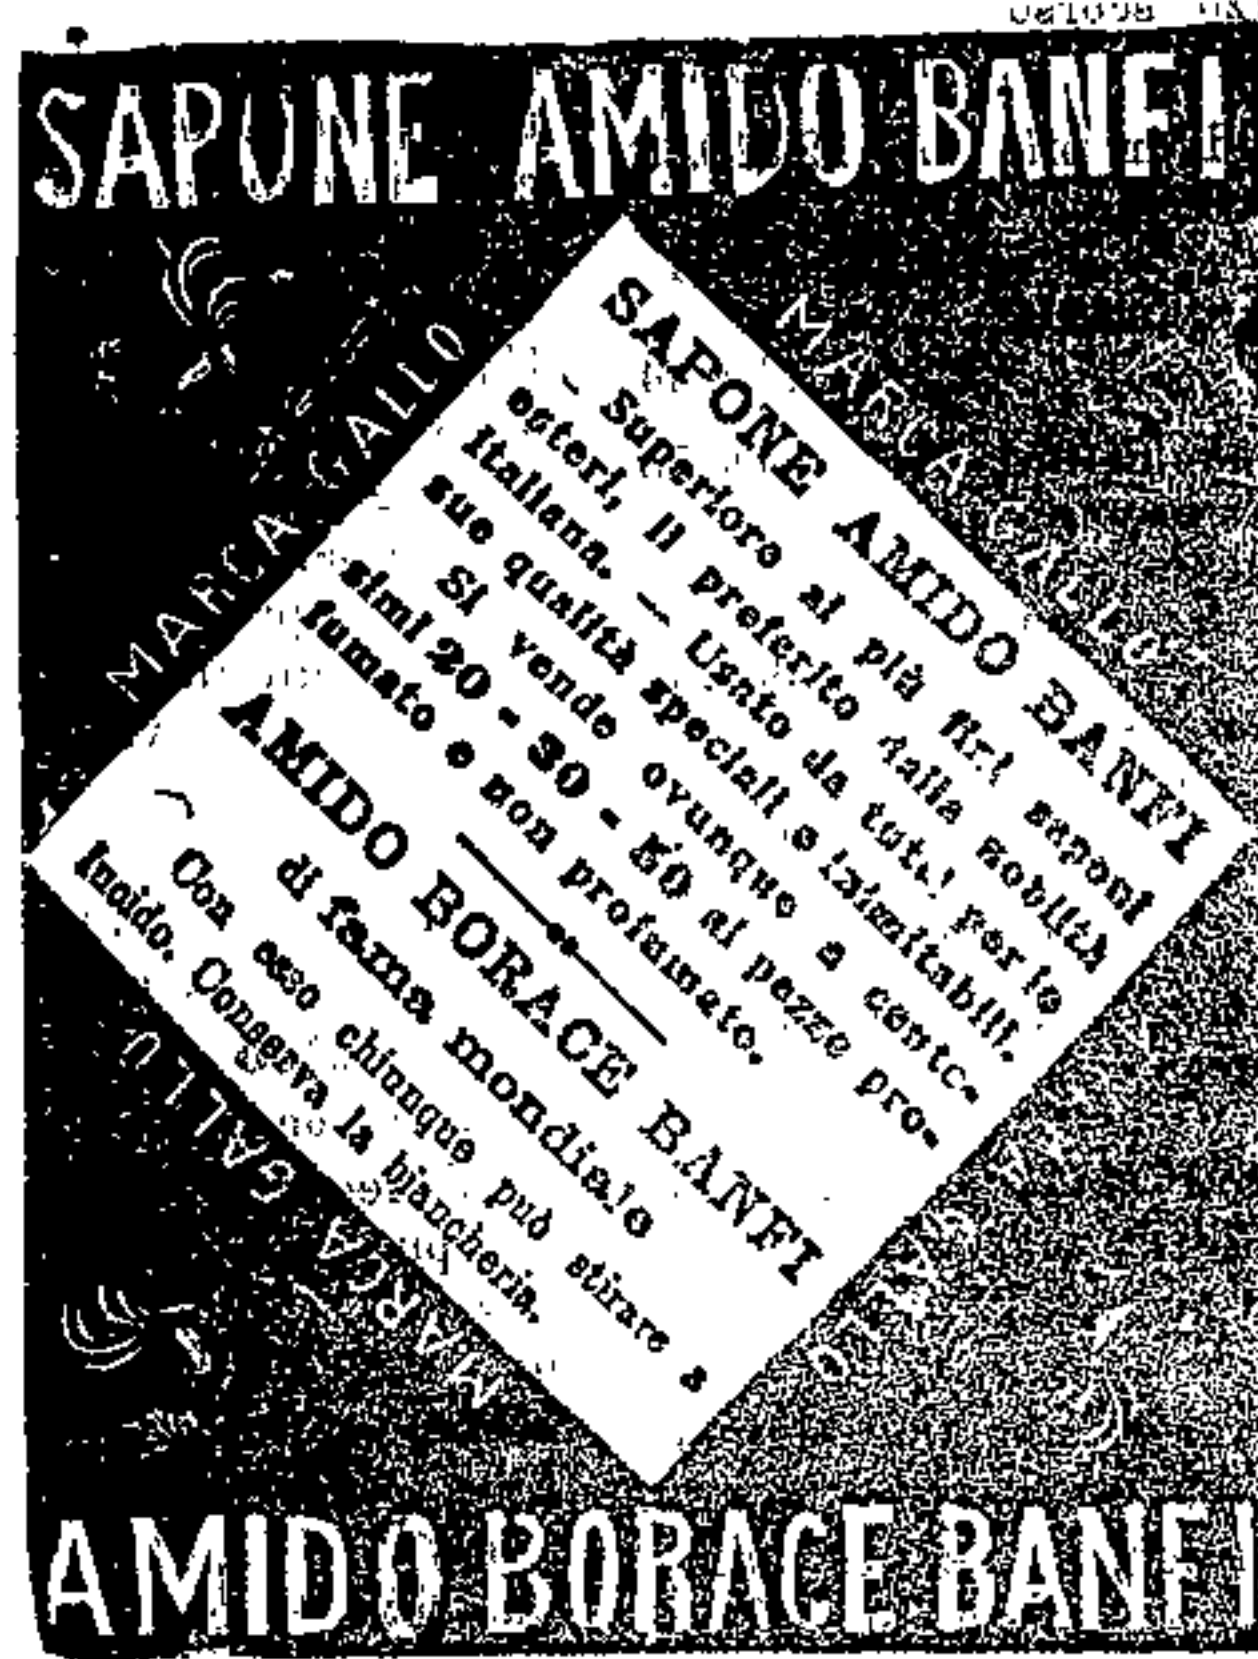 SAPONE AMIDO BANFI
MARCA GALLO
MARCA GALLO
SAPONE AMIDO BANFI
- Superiore ai più fini saponi
esteri, il preferito dalla nobiltà
italiana. — Usato da tutti per le
sue qualità speciali e inimitabili.
Si vende ovunque a conte-
simi 20 - 30 - 50 al pezzo pro-
fumato e non profumato.
AMIDO BORACE BANFI
di fama mondiale
Con esso chiunque può stirare a
lucido. Conserva la biancheria.
MARCA GALLO
GALLO
AMIDO BORACE BANFI